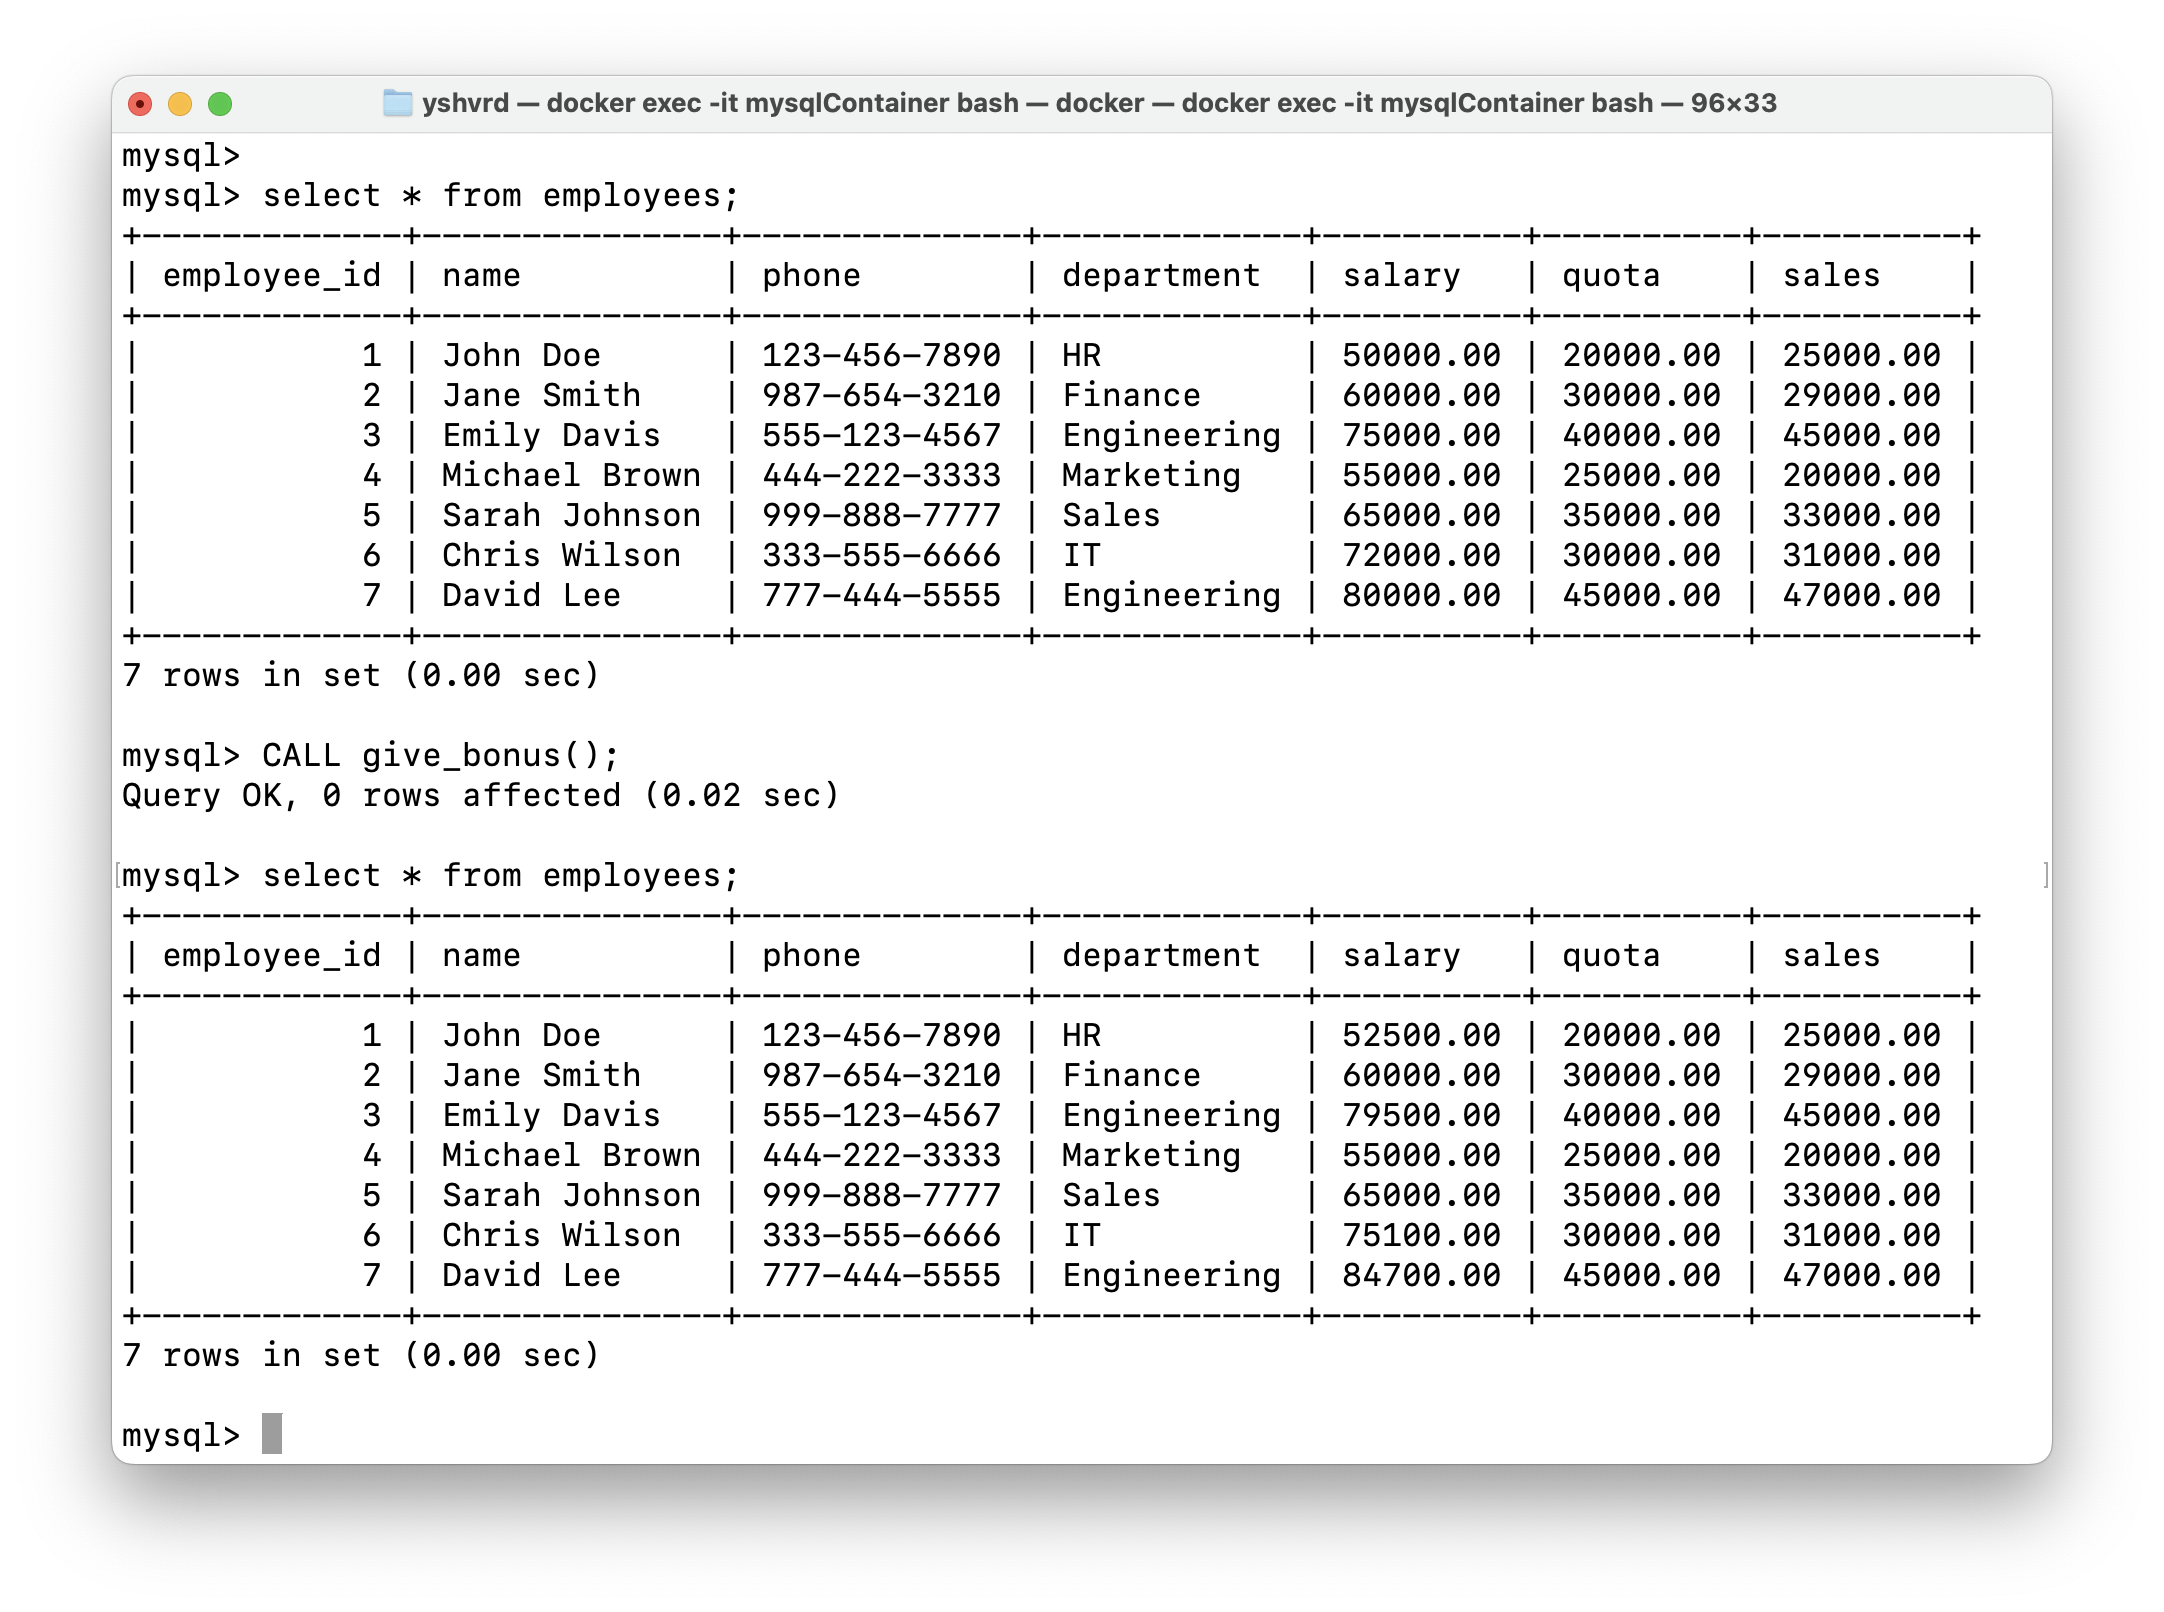 yshvrd — docker exec -it mysqlContainer bash — docker — docker exec -it mysqlContainer bash — 96×33
mysql>
mysql> select * from employees;
+-------------+---------------+--------------+-------------+----------+----------+----------+
| employee_id | name          | phone        | department  | salary   | quota    | sales    |
+-------------+---------------+--------------+-------------+----------+----------+----------+
|           1 | John Doe      | 123-456-7890 | HR          | 50000.00 | 20000.00 | 25000.00 |
|           2 | Jane Smith    | 987-654-3210 | Finance     | 60000.00 | 30000.00 | 29000.00 |
|           3 | Emily Davis   | 555-123-4567 | Engineering | 75000.00 | 40000.00 | 45000.00 |
|           4 | Michael Brown | 444-222-3333 | Marketing   | 55000.00 | 25000.00 | 20000.00 |
|           5 | Sarah Johnson | 999-888-7777 | Sales       | 65000.00 | 35000.00 | 33000.00 |
|           6 | Chris Wilson  | 333-555-6666 | IT          | 72000.00 | 30000.00 | 31000.00 |
|           7 | David Lee     | 777-444-5555 | Engineering | 80000.00 | 45000.00 | 47000.00 |
+-------------+---------------+--------------+-------------+----------+----------+----------+
7 rows in set (0.00 sec)

mysql> CALL give_bonus();
Query OK, 0 rows affected (0.02 sec)

[mysql> select * from employees; ]
+-------------+---------------+--------------+-------------+----------+----------+----------+
| employee_id | name          | phone        | department  | salary   | quota    | sales    |
+-------------+---------------+--------------+-------------+----------+----------+----------+
|           1 | John Doe      | 123-456-7890 | HR          | 52500.00 | 20000.00 | 25000.00 |
|           2 | Jane Smith    | 987-654-3210 | Finance     | 60000.00 | 30000.00 | 29000.00 |
|           3 | Emily Davis   | 555-123-4567 | Engineering | 79500.00 | 40000.00 | 45000.00 |
|           4 | Michael Brown | 444-222-3333 | Marketing   | 55000.00 | 25000.00 | 20000.00 |
|           5 | Sarah Johnson | 999-888-7777 | Sales       | 65000.00 | 35000.00 | 33000.00 |
|           6 | Chris Wilson  | 333-555-6666 | IT          | 75100.00 | 30000.00 | 31000.00 |
|           7 | David Lee     | 777-444-5555 | Engineering | 84700.00 | 45000.00 | 47000.00 |
+-------------+---------------+--------------+-------------+----------+----------+----------+
7 rows in set (0.00 sec)

mysql>